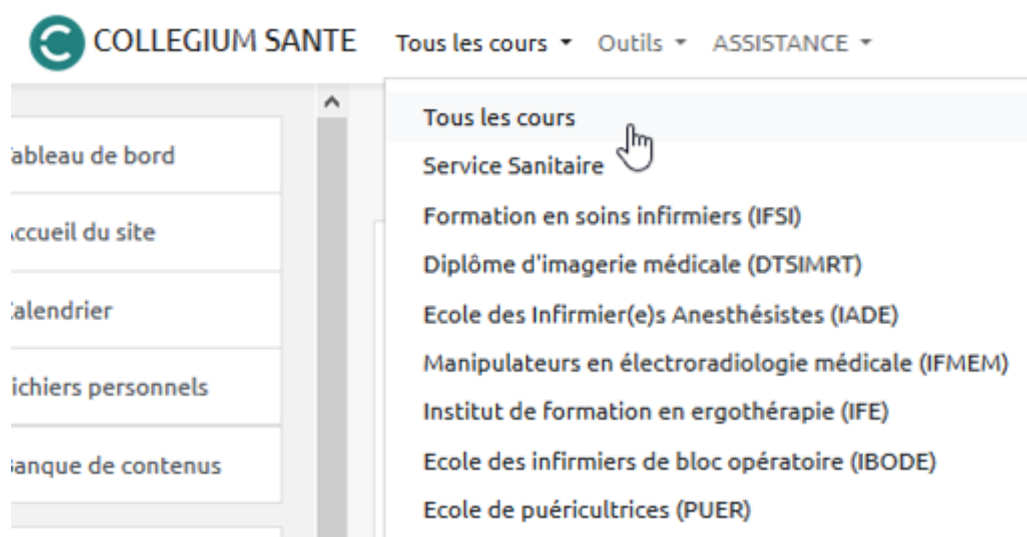 COLLEGIUM SANTE Tous les cours Outils ASSISTANCE
Tous les cours
Service Sanitaire
Formation en soins infirmiers (IFSI)
Diplôme d'imagerie médicale (DTSIMRT)
Ecole des Infirmier(e)s Anesthésistes (IADE)
Manipulateurs en électroradiologie médicale (IFMEM)
Institut de formation en ergothérapie (IFE)
Ecole des infirmiers de bloc opératoire (IBODE)
Ecole de puéricultrices (PUER)
ableau de bord
ccueil du site
alendrier
ichiers personnels
anque de contenus